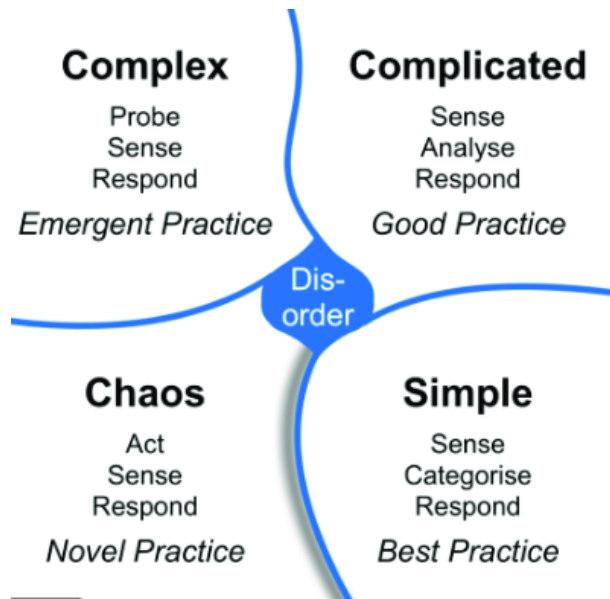 Complex
Probe
Sense
Respond
Emergent Practice
Complicated
Sense
Analyse
Respond
Good Practice
Dis-
order
Chaos
Act
Sense
Respond
Novel Practice
Simple
Sense
Categorise
Respond
Best Practice